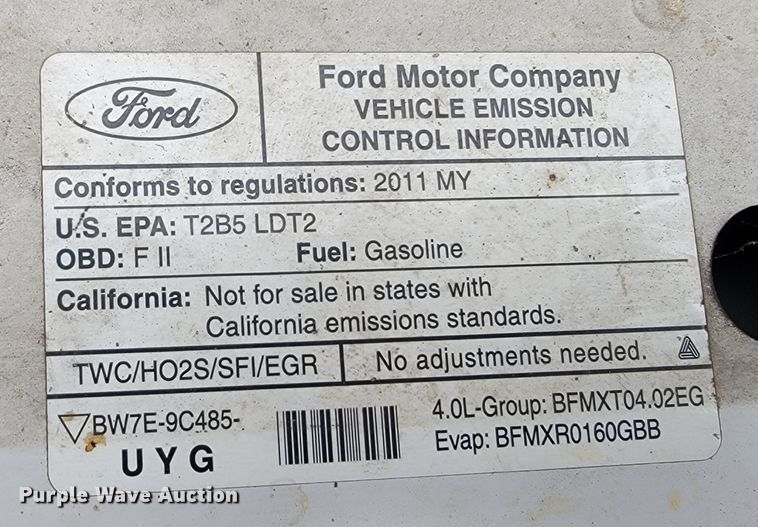 Ford
Ford Motor Company
VEHICLE EMISSION
CONTROL INFORMATION
Conforms to regulations: 2011 MY
U.S. EPA: T2B5 LDT2
OBD: F II Fuel: Gasoline
California: Not for sale in states with
California emissions standards.
TWC/HO2S/SFI/EGR No adjustments needed.
BW7E-9C485-
UYG
4.0L-Group: BFMXT04.02EG
Evap: BFMXR0160GBB
Purple Wave Auction